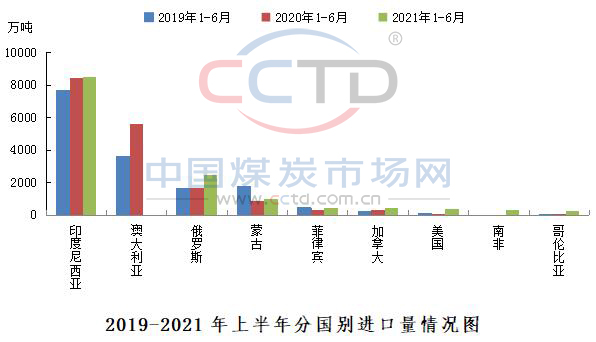 2019年1-6月 2020年1-6月 2021年1-6月
万吨
10000
8000
6000
4000
2000
0
CCTD®
中国煤炭市场网
www.cctd.com.cn
印度尼西亚 澳大利亚 俄罗斯 蒙古 菲律宾 加拿大 美国 南非 哥伦比亚
2019-2021年上半年分国别进口量情况图